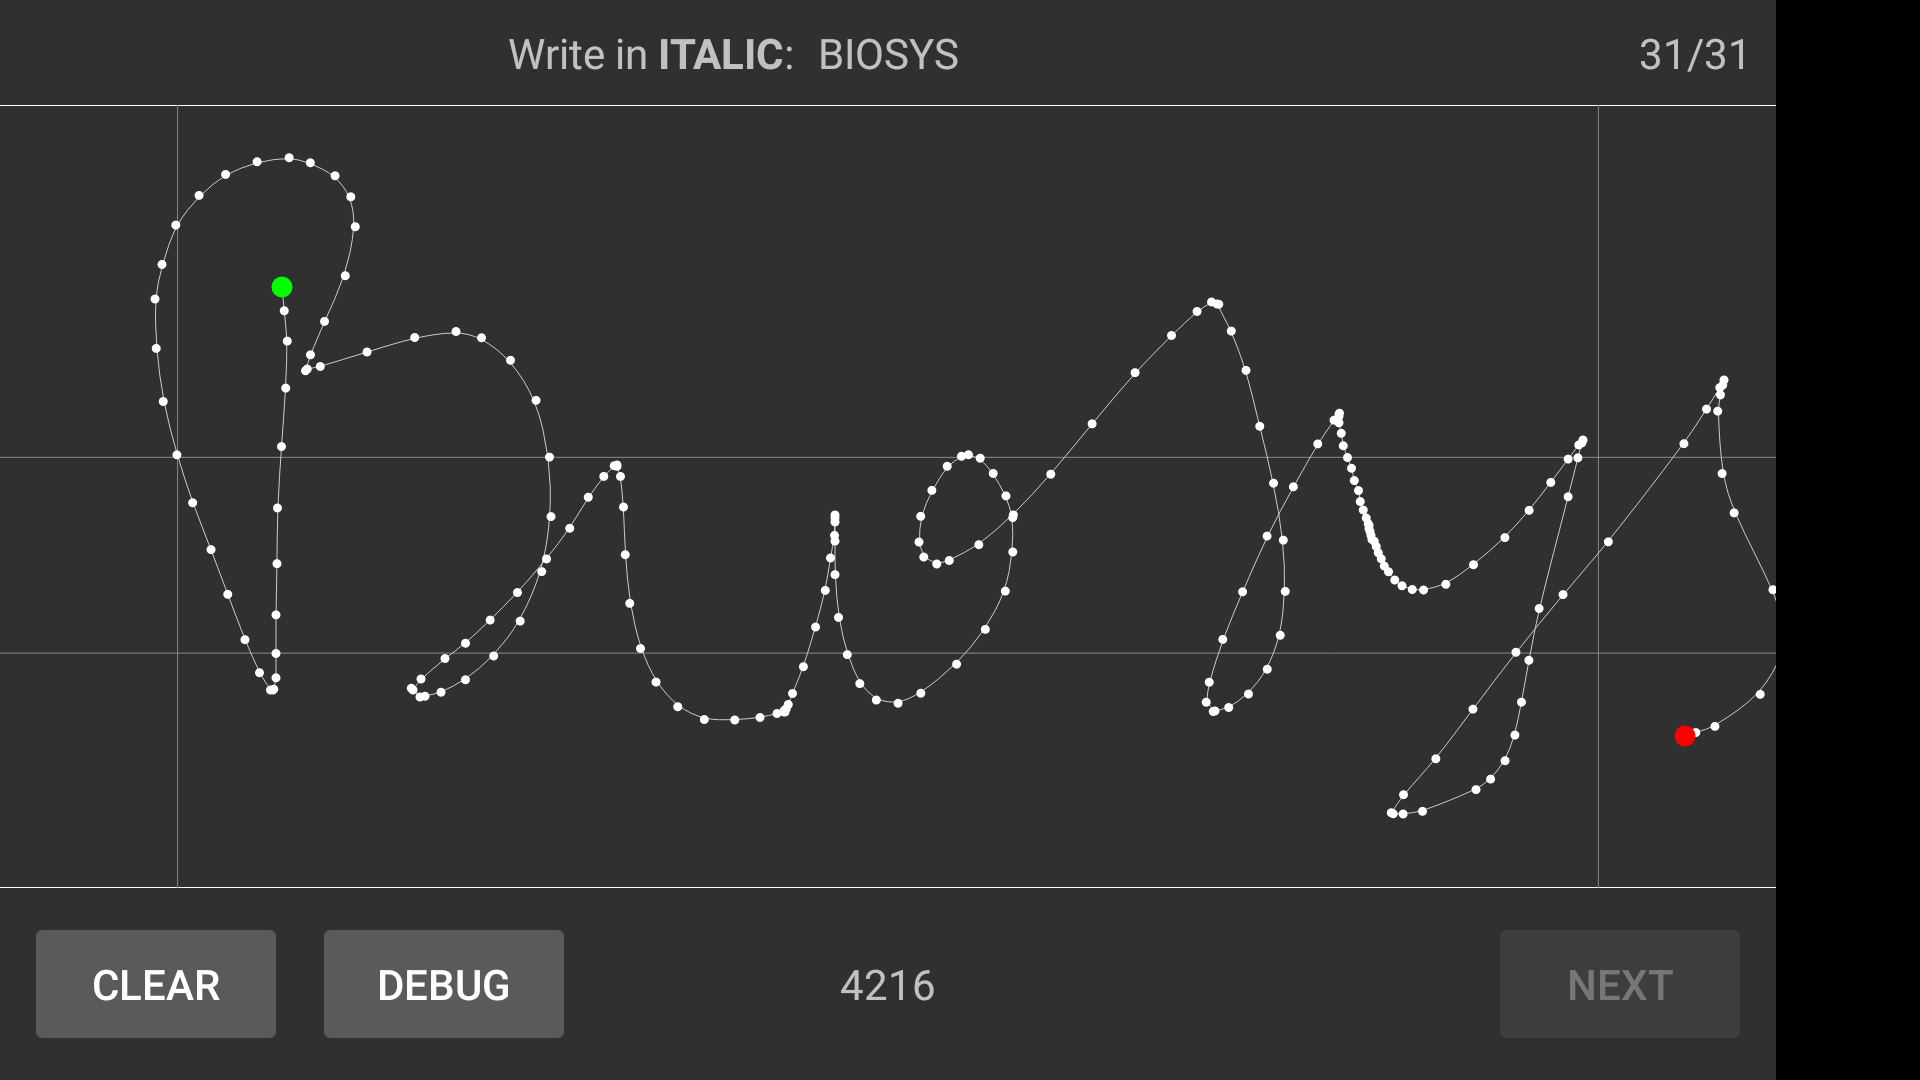 Write in ITALIC: BIOSYS
31/31
Biosys
CLEAR
DEBUG
4216
NEXT